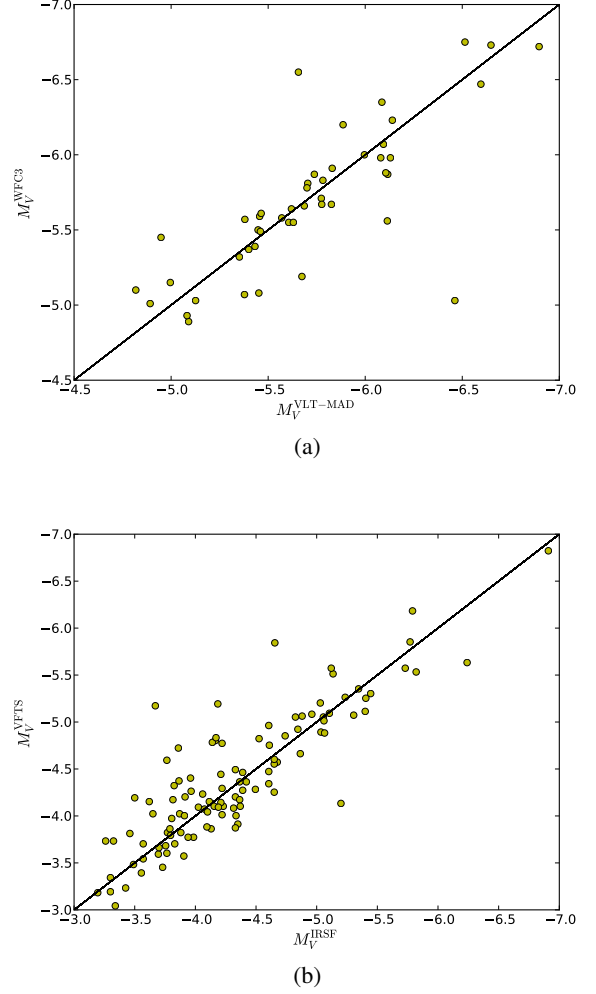 −7.0
−6.5
−6.0
−5.5
−5.0
−4.5
M_V^WFC3
−4.5 −5.0 −5.5 −6.0 −6.5 −7.0
M_V^VLT−MAD
(a)
−7.0
−6.5
−6.0
−5.5
−5.0
−4.5
−4.0
−3.5
−3.0
M_V^VFTS
−3.0 −3.5 −4.0 −4.5 −5.0 −5.5 −6.0 −6.5 −7.0
M_V^IRSF
(b)